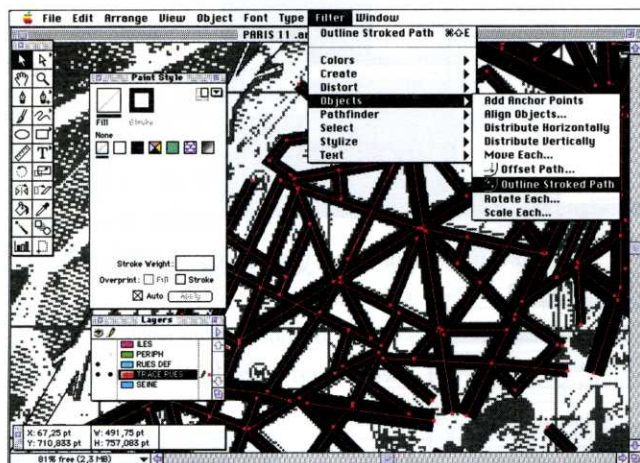 File Edit Arrange View Object Font Type Filter Window
PARIS 11 .ar
Outline Stroked Path ⌘⇧E
Colors
Create
Distort
Objects
Pathfinder
Select
Stylize
Text
Add Anchor Points
Align Objects...
Distribute Horizontally
Distribute Vertically
Move Each...
Offset Path...
Outline Stroked Path
Rotate Each...
Scale Each...
Paint Style
Fill Stroke
None
Stroke Weight:
Overprint: Fill Stroke
Auto Apply
Layers
ILES
PERIPH
RUES DEF
TRACE RUES
SEINE
X: 67,25 pt W: 491,75 pt
Y: 710,833 pt H: 757,083 pt
81% free (2,3 MB)